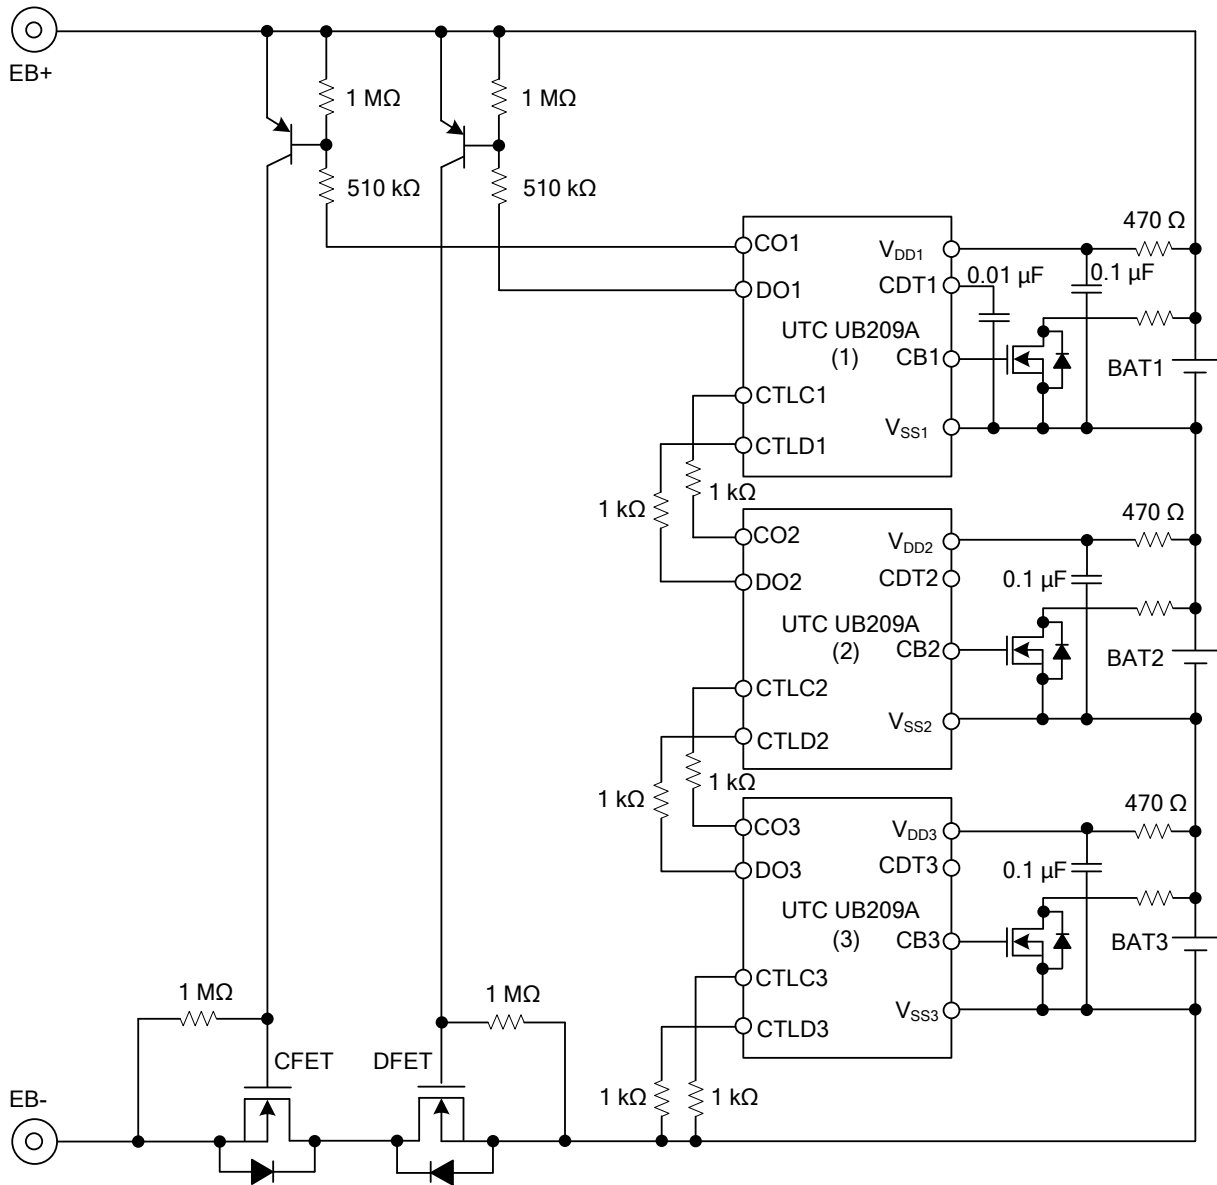 EB+
1 MΩ
1 MΩ
510 kΩ
510 kΩ
470 Ω
CO1
VDD1
CDT1
0.01 µF
0.1 µF
DO1
UTC UB209A
(1)
CB1
BAT1
CTLC1
VSS1
CTLD1
1 kΩ
1 kΩ
470 Ω
CO2
VDD2
DO2
CDT2
0.1 µF
UTC UB209A
(2)
CB2
BAT2
CTLC2
VSS2
CTLD2
1 kΩ
1 kΩ
470 Ω
CO3
VDD3
DO3
CDT3
0.1 µF
UTC UB209A
(3)
CB3
BAT3
CTLC3
1 MΩ
1 MΩ
VSS3
CTLD3
CFET
DFET
EB-
1 kΩ
1 kΩ